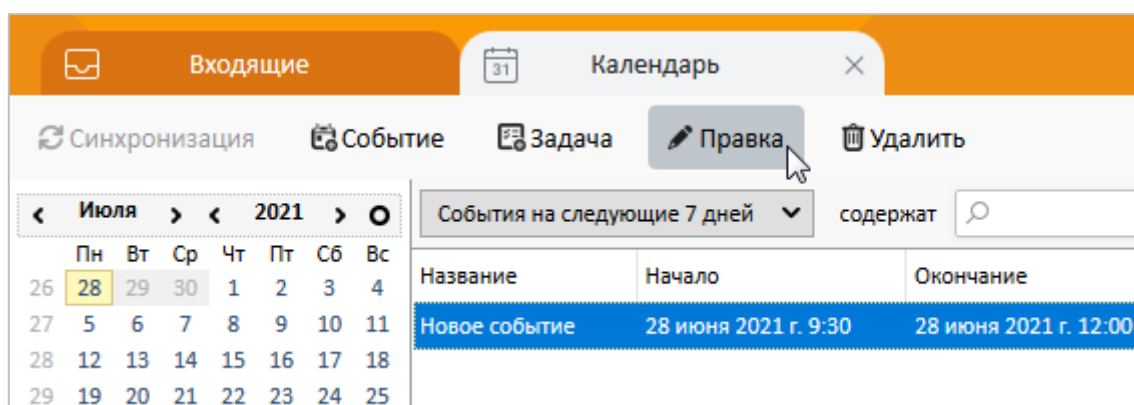 Входящие
31 Календарь
Синхронизация Событие Задача Правка Удалить
Июля 2021
События на следующие 7 дней содержат
Пн Вт Ср Чт Пт Сб Вс
26 28 29 30 1 2 3 4
27 5 6 7 8 9 10 11
28 12 13 14 15 16 17 18
29 19 20 21 22 23 24 25
Название Начало Окончание
Новое событие 28 июня 2021 г. 9:30 28 июня 2021 г. 12:00